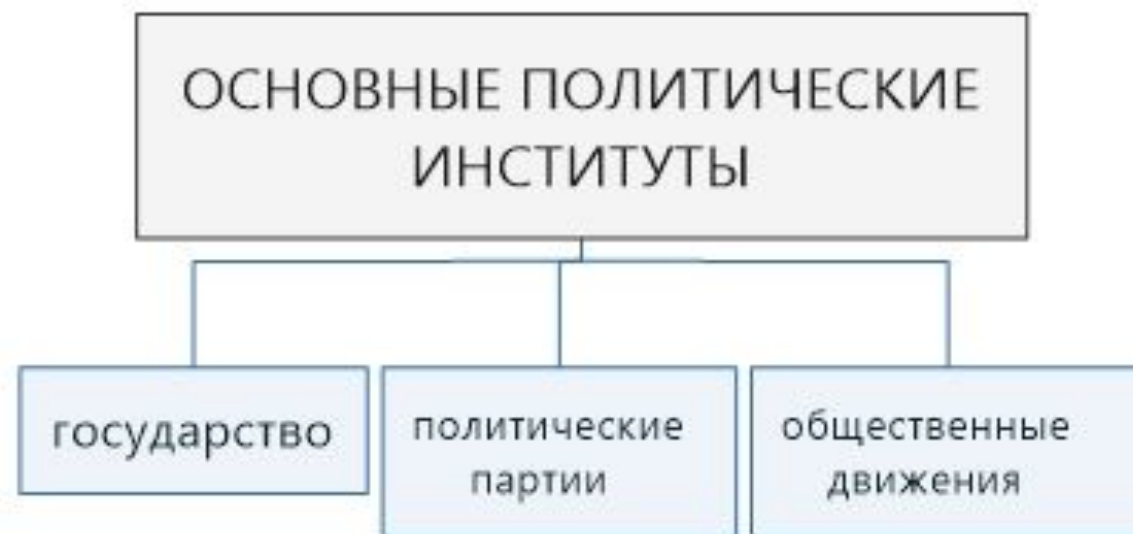 ОСНОВНЫЕ ПОЛИТИЧЕСКИЕ
ИНСТИТУТЫ
государство
политические
партии
общественные
движения